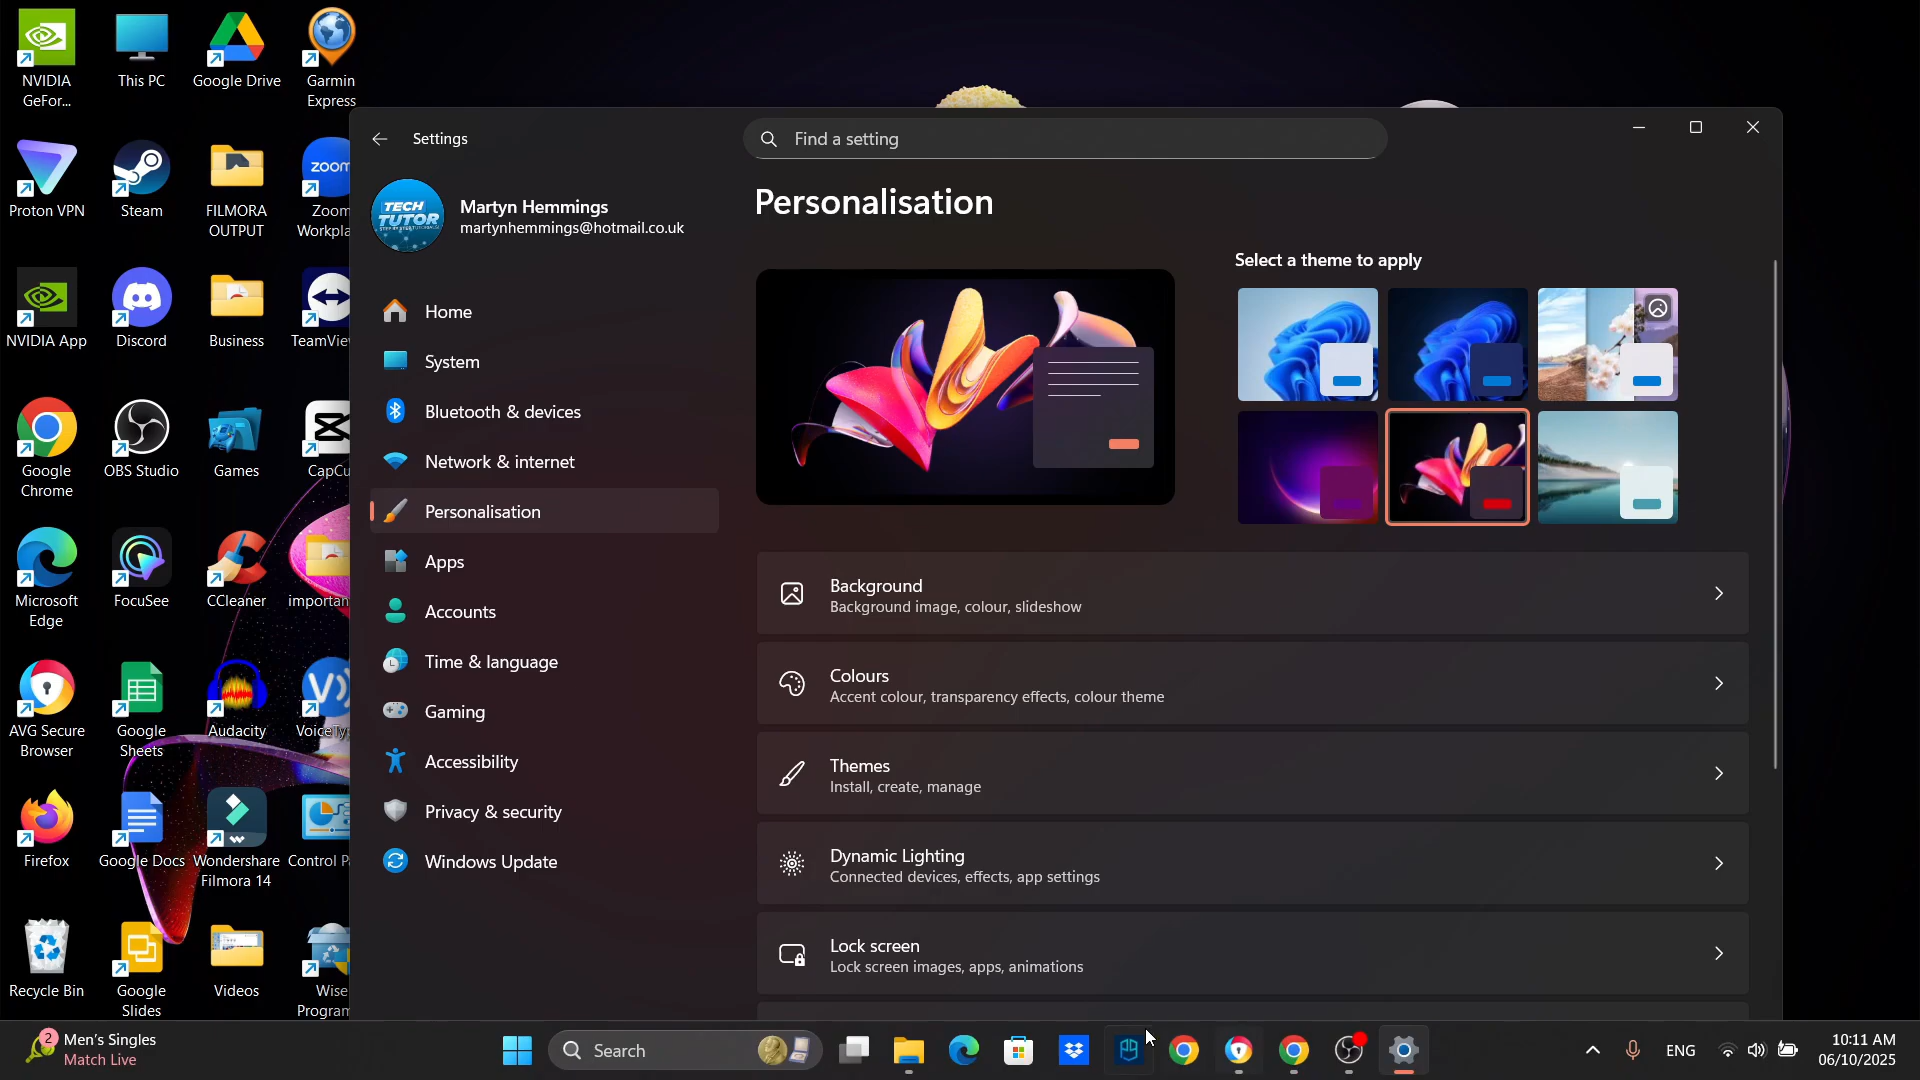 NVIDIA
GeFor...
This PC
Google Drive
Garmin
Express
Proton VPN
Steam
FILMORA
OUTPUT
zoom
Zoom
Workpla
NVIDIA App
Discord
Business
TeamVie
Google
Chrome
OBS Studio
Games
CapCu
Microsoft
Edge
FocuSee
CCleaner
importan
AVG Secure
Browser
Google
Sheets
Audacity
VoiceTy
Firefox
Google Docs
Wondershare
Filmora 14
Control P
Recycle Bin
Google
Slides
Videos
Wise
Program
Settings
Find a setting
TECH
TUTOR
Martyn Hemmings
martynhemmings@hotmail.co.uk
Home
System
Bluetooth & devices
Network & internet
Personalisation
Apps
Accounts
Time & language
Gaming
Accessibility
Privacy & security
Windows Update
Personalisation
Select a theme to apply
Background
Background image, colour, slideshow
Colours
Accent colour, transparency effects, colour theme
Themes
Install, create, manage
Dynamic Lighting
Connected devices, effects, app settings
Lock screen
Lock screen images, apps, animations
2
Men's Singles
Match Live
Search
ENG
10:11 AM
06/10/2025